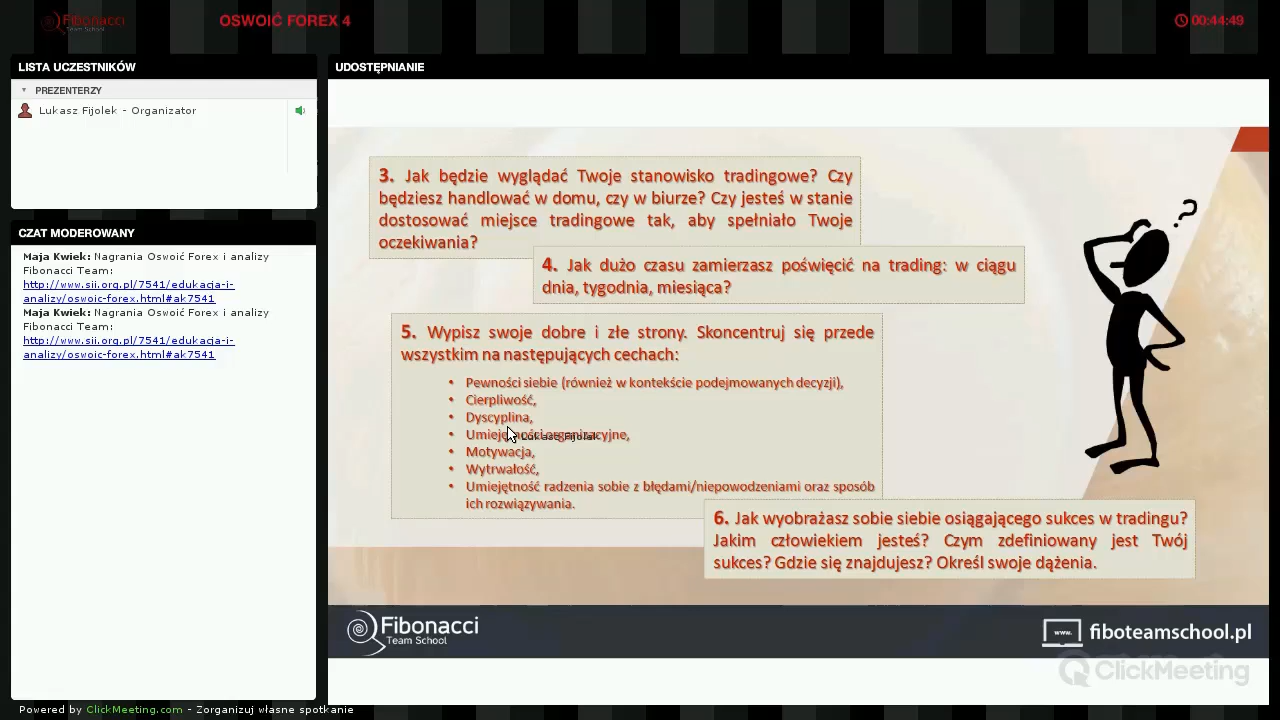 Fibonacci
Team School
OSWOIĆ FOREX 4
00:44:49
LISTA UCZESTNIKÓW
PREZENTERZY
Lukasz Fijolek - Organizator
CZAT MODEROWANY
Maja Kwiek: Nagrania Oswoić Forex i analizy
Fibonacci Team:
http://www.sii.org.pl/7541/edukacja-i-
analizy/oswoic-forex.html#ak7541
Maja Kwiek: Nagrania Oswoić Forex i analizy
Fibonacci Team:
http://www.sii.org.pl/7541/edukacja-i-
analizy/oswoic-forex.html#ak7541
UDOSTĘPNIANIE
3. Jak będzie wyglądać Twoje stanowisko tradingowe? Czy
będziesz handlować w domu, czy w biurze? Czy jesteś w stanie
dostosować miejsce tradingowe tak, aby spełniało Twoje
oczekiwania?
4. Jak dużo czasu zamierzasz poświęcić na trading: w ciągu
dnia, tygodnia, miesiąca?
5. Wypisz swoje dobre i złe strony. Skoncentruj się przede
wszystkim na następujących cechach:
• Pewności siebie (również w kontekście podejmowanych decyzji),
• Cierpliwość,
• Dyscyplina,
• Umiejętności organizacyjne,
Lukasz Fijolek
• Motywacja,
• Wytrwałość,
• Umiejętność radzenia sobie z błędami/niepowodzeniami oraz sposób
ich rozwiązywania.
6. Jak wyobrażasz sobie siebie osiągającego sukces w tradingu?
Jakim człowiekiem jesteś? Czym zdefiniowany jest Twój
sukces? Gdzie się znajdujesz? Określ swoje dążenia.
?
Fibonacci
Team School
www.
fiboteamschool.pl
ClickMeeting
Powered by ClickMeeting.com - Zorganizuj własne spotkanie